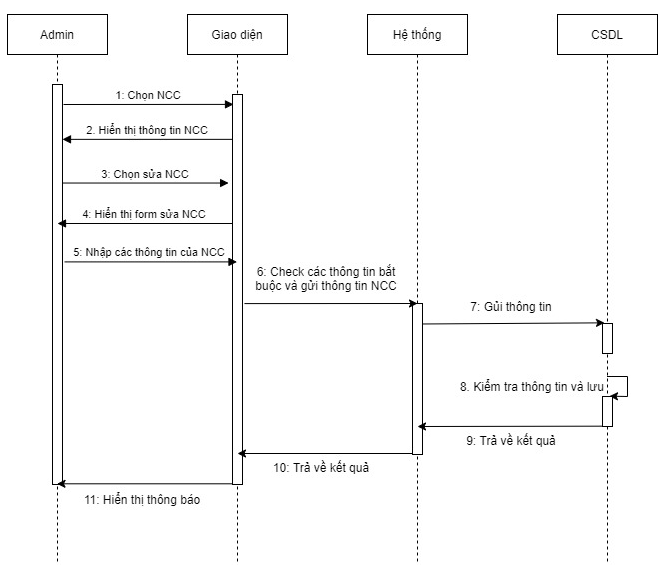 Admin
Giao diện
Hệ thống
CSDL
1: Chọn NCC
2. Hiển thị thông tin NCC
3: Chọn sửa NCC
4: Hiển thị form sửa NCC
5: Nhập các thông tin của NCC
6: Check các thông tin bắt
buộc và gửi thông tin NCC
7: Gủi thông tin
8. Kiểm tra thông tin và lưu
9: Trả về kết quả
10: Trả về kết quả
11: Hiển thị thông báo